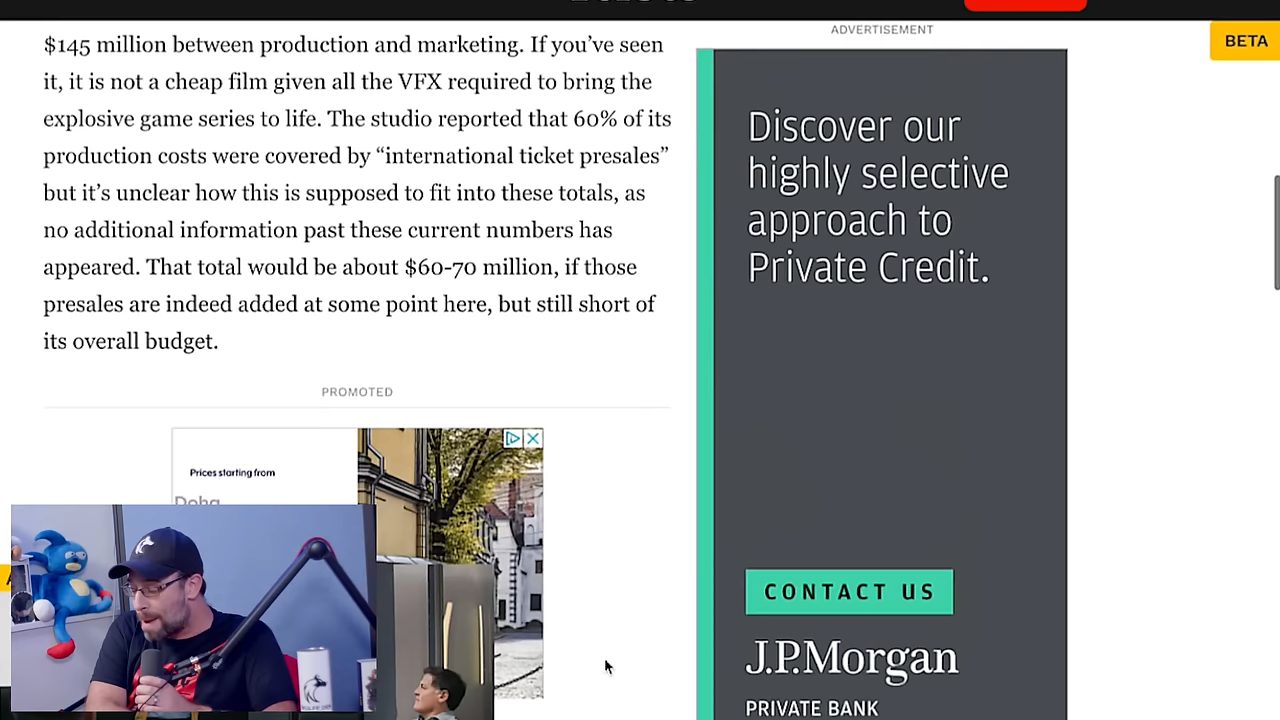 $145 million between production and marketing. If you’ve seen
it, it is not a cheap film given all the VFX required to bring the
explosive game series to life. The studio reported that 60% of its
production costs were covered by “international ticket presales”
but it’s unclear how this is supposed to fit into these totals, as
no additional information past these current numbers has
appeared. That total would be about $60-70 million, if those
presales are indeed added at some point here, but still short of
its overall budget.
PROMOTED
Prices starting from
Doha
ADVERTISEMENT
BETA
Discover our
highly selective
approach to
Private Credit.
CONTACT US
J.P.Morgan
PRIVATE BANK